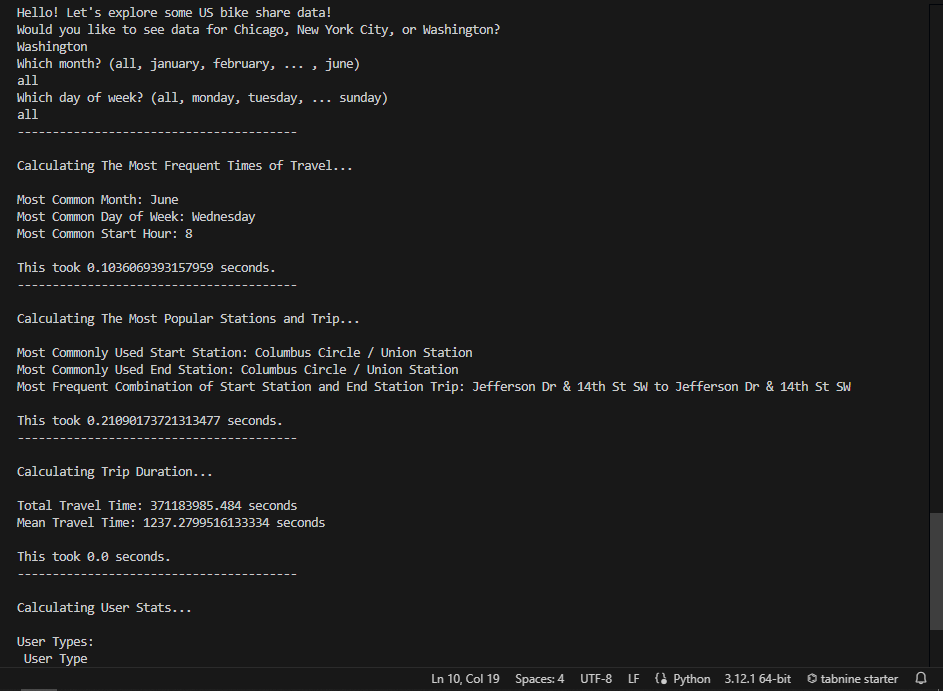 Hello! Let's explore some US bike share data!
Would you like to see data for Chicago, New York City, or Washington?
Washington
Which month? (all, january, february, ... , june)
all
Which day of week? (all, monday, tuesday, ... sunday)
all
----------------------------------------
Calculating The Most Frequent Times of Travel...
Most Common Month: June
Most Common Day of Week: Wednesday
Most Common Start Hour: 8
This took 0.1036069393157959 seconds.
----------------------------------------
Calculating The Most Popular Stations and Trip...
Most Commonly Used Start Station: Columbus Circle / Union Station
Most Commonly Used End Station: Columbus Circle / Union Station
Most Frequent Combination of Start Station and End Station Trip: Jefferson Dr & 14th St SW to Jefferson Dr & 14th St SW
This took 0.21090173721313477 seconds.
----------------------------------------
Calculating Trip Duration...
Total Travel Time: 371183985.484 seconds
Mean Travel Time: 1237.2799516133334 seconds
This took 0.0 seconds.
----------------------------------------
Calculating User Stats...
User Types:
User Type
Ln 10, Col 19 Spaces: 4 UTF-8 LF Python 3.12.1 64-bit tabnine starter